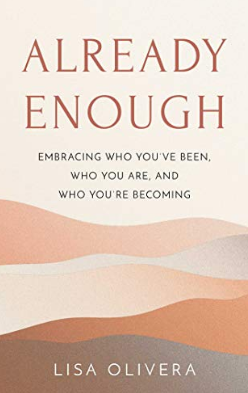 ALREADY
ENOUGH
EMBRACING WHO YOU'VE BEEN,
WHO YOU ARE, AND
WHO YOU'RE BECOMING
LISA OLIVERA